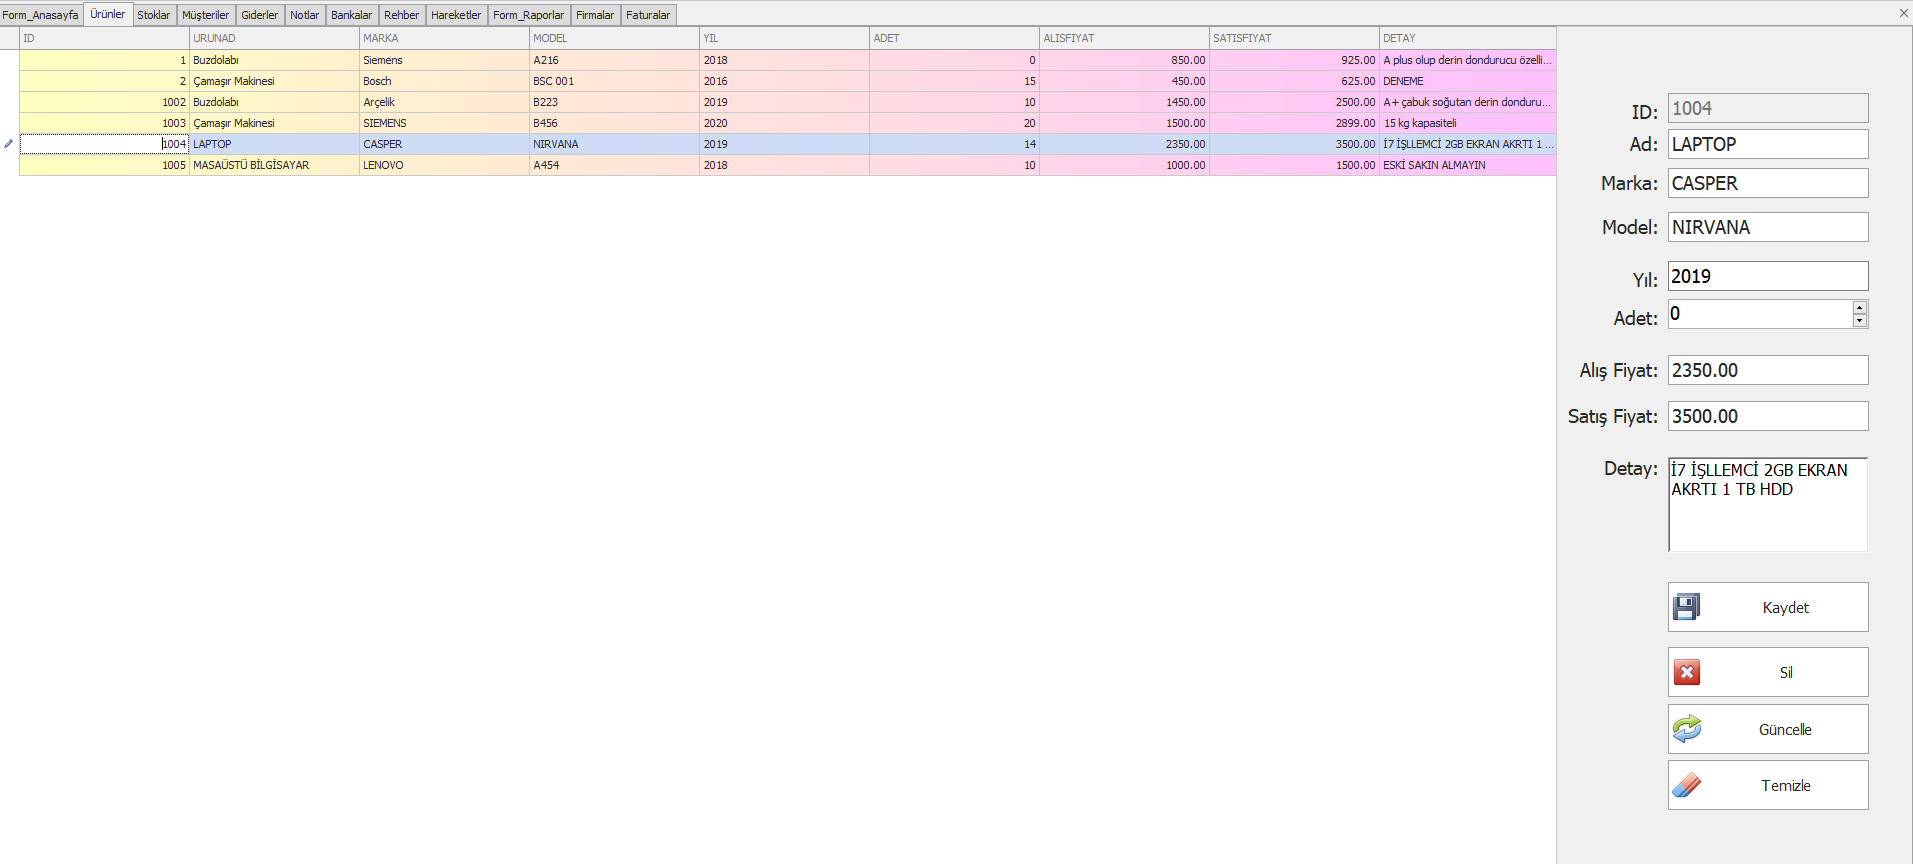 Form_Anasayfa Ürünler Stoklar Müşteriler Giderler Notlar Bankalar Rehber Hareketler Form_Raporlar Firmalar Faturalar
ID URUNAD MARKA MODEL YIL ADET ALISFIYAT SATISFIYAT DETAY
1 Buzdolabı Siemens A216 2018 0 850.00 925.00 A plus olup derin dondurucu özelli...
2 Çamaşır Makinesi Bosch BSC 001 2016 15 450.00 625.00 DENEME
1002 Buzdolabı Arçelik B223 2019 10 1450.00 2500.00 A+ çabuk soğutan derin donduru...
1003 Çamaşır Makinesi SIEMENS B456 2020 20 1500.00 2899.00 15 kg kapasiteli
1004 LAPTOP CASPER NIRVANA 2019 14 2350.00 3500.00 İ7 İŞLLEMCİ 2GB EKRAN AKRTI 1 ...
1005 MASAÜSTÜ BİLGİSAYAR LENOVO A454 2018 10 1000.00 1500.00 ESKİ SAKIN ALMAYIN
ID: 1004
Ad: LAPTOP
Marka: CASPER
Model: NIRVANA
Yıl: 2019
Adet: 0
Alış Fiyat: 2350.00
Satış Fiyat: 3500.00
Detay: İ7 İŞLLEMCİ 2GB EKRAN
AKRTI 1 TB HDD
Kaydet
Sil
Güncelle
Temizle